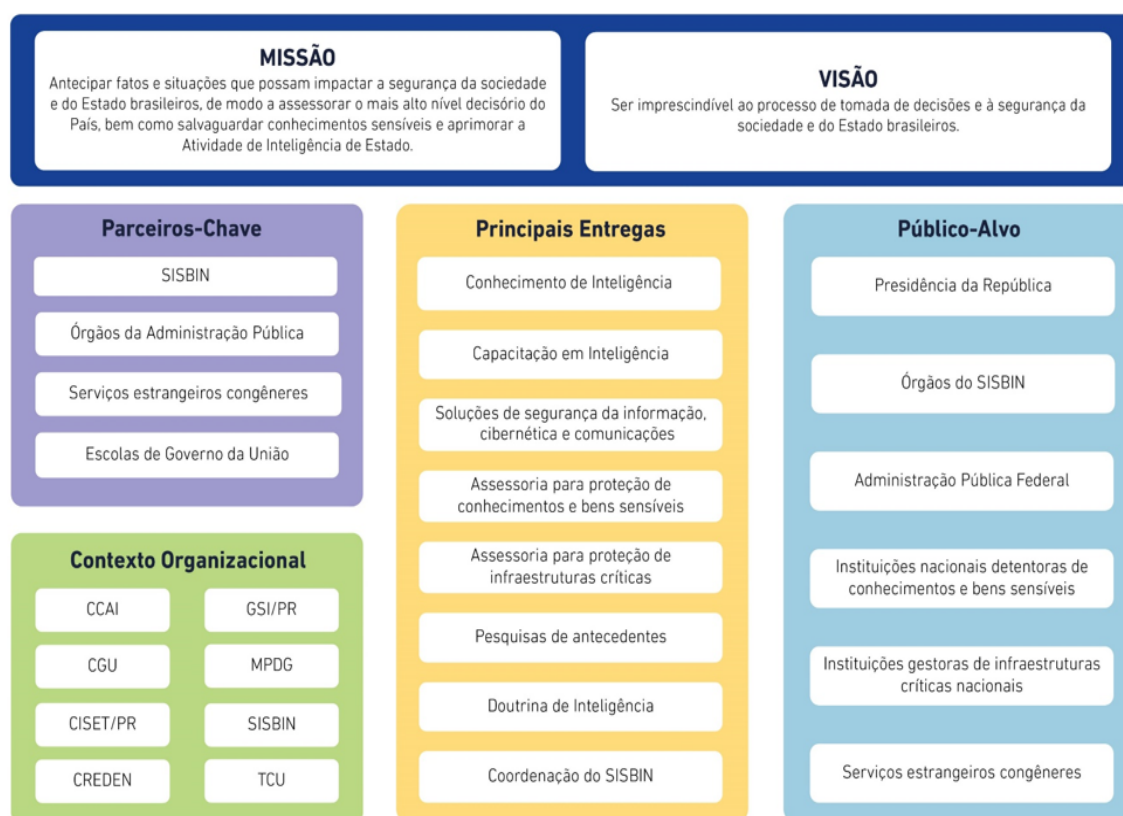 MISSÃO
Antecipar fatos e situações que possam impactar a segurança da sociedade
e do Estado brasileiros, de modo a assessorar o mais alto nível decisório do
País, bem como salvaguardar conhecimentos sensíveis e aprimorar a
Atividade de Inteligência de Estado.
VISÃO
Ser imprescindível ao processo de tomada de decisões e à segurança da
sociedade e do Estado brasileiros.
Parceiros-Chave
SISBIN
Órgãos da Administração Pública
Serviços estrangeiros congêneres
Escolas de Governo da União
Contexto Organizacional
CCAI
GSI/PR
CGU
MPDG
CISET/PR
SISBIN
CREDEN
TCU
Principais Entregas
Conhecimento de Inteligência
Capacitação em Inteligência
Soluções de segurança da informação,
cibernética e comunicações
Assessoria para proteção de
conhecimentos e bens sensíveis
Assessoria para proteção de
infraestruturas críticas
Pesquisas de antecedentes
Doutrina de Inteligência
Coordenação do SISBIN
Público-Alvo
Presidência da República
Órgãos do SISBIN
Administração Pública Federal
Instituições nacionais detentoras de
conhecimentos e bens sensíveis
Instituições gestoras de infraestruturas
críticas nacionais
Serviços estrangeiros congêneres